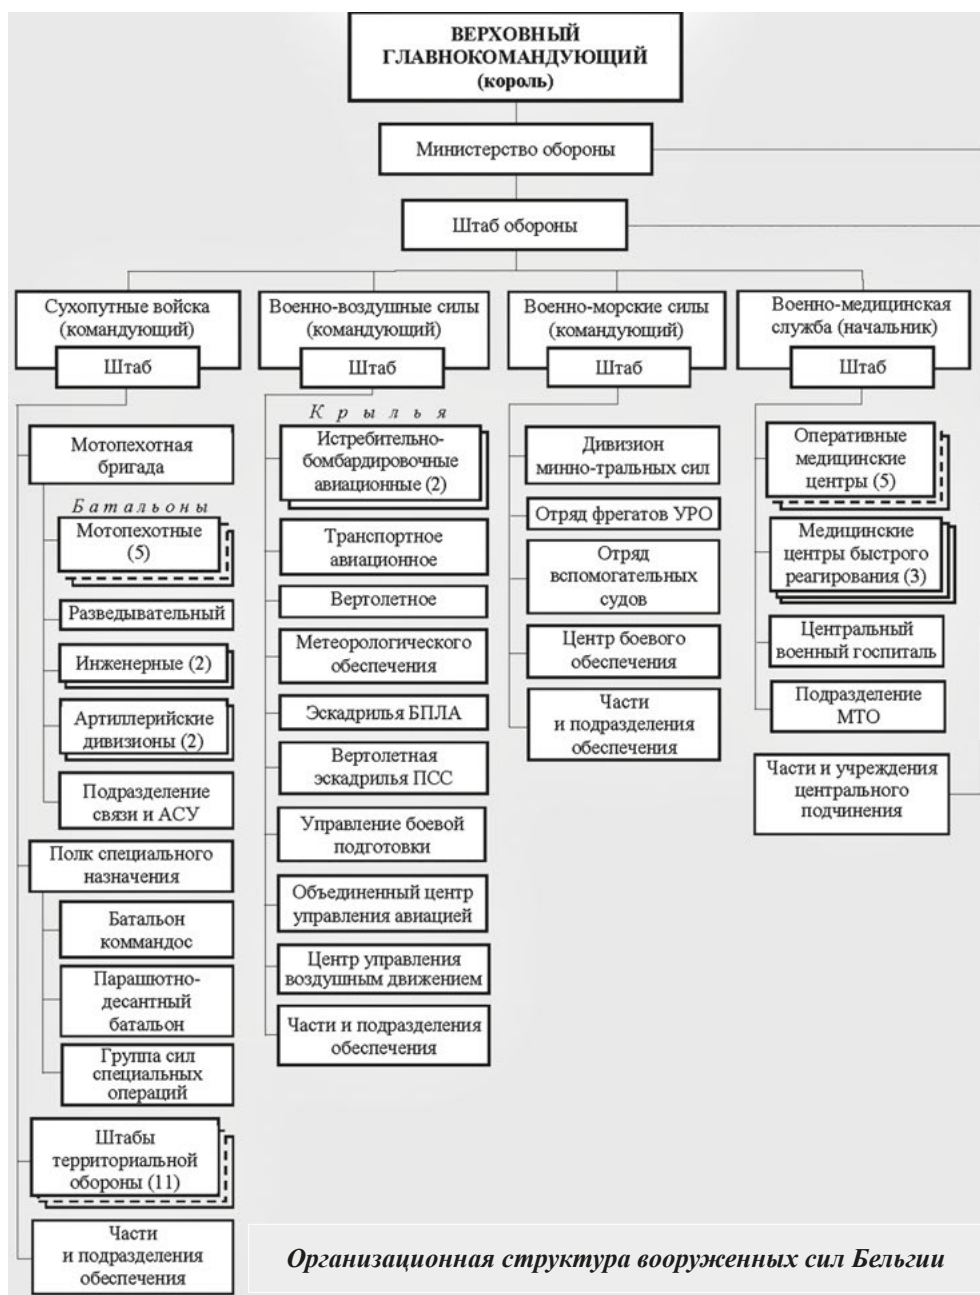 ВЕРХОВНЫЙ
ГЛАВНОКОМАНДУЮЩИЙ
(король)
Министерство обороны
Штаб обороны
Сухопутные войска
(командующий)
Штаб
Мотопехотная
бригада
Батальоны
Мотопехотные
(5)
Разведывательный
Инженерные (2)
Артиллерийские
дивизионы (2)
Подразделение
связи и АСУ
Полк специального
назначения
Батальон
коммандос
Парашютно-
десантный
батальон
Группа сил
специальных
операций
Штабы
территориальной
обороны (11)
Части
и подразделения
обеспечения
Военно-воздушные силы
(командующий)
Штаб
Крылья
Истребительно-
бомбардировочные
авиационные (2)
Транспортное
авиационное
Вертолетное
Метеорологического
обеспечения
Эскадрилья БПЛА
Вертолетная
эскадрилья ПСС
Управление боевой
подготовки
Объединенный центр
управления авиацией
Центр управления
воздушным движением
Части и подразделения
обеспечения
Военно-морские силы
(командующий)
Штаб
Дивизион
минно-тральных сил
Отряд фрегатов УРО
Отряд
вспомогательных
судов
Центр боевого
обеспечения
Части
и подразделения
обеспечения
Военно-медицинская
служба (начальник)
Штаб
Оперативные
медицинские
центры (5)
Медицинские
центры быстрого
реагирования (3)
Центральный
военный госпиталь
Подразделение
МТО
Части и учреждения
центрального
подчинения
Организационная структура вооруженных сил Бельгии